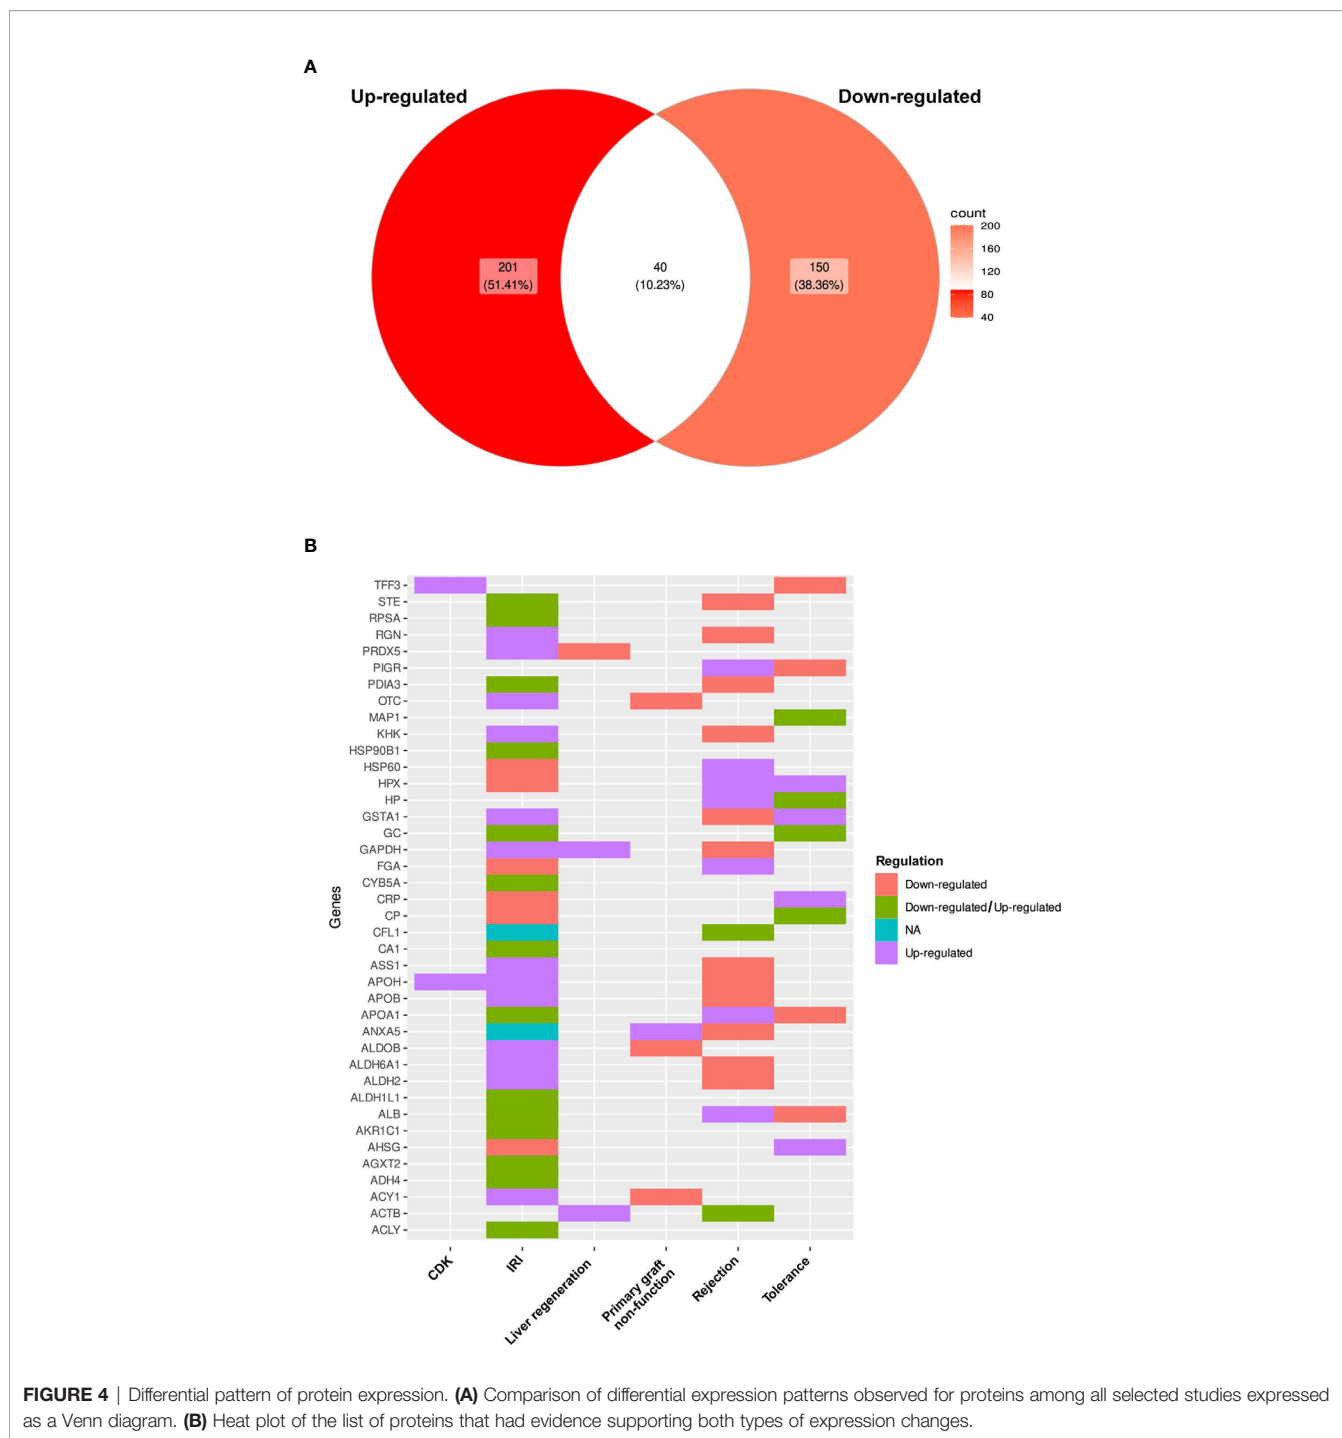 A
Up-regulated
Down-regulated
201
(51.41%)
40
(10.23%)
150
(38.36%)
count
200
160
120
80
40
B
Genes
TFF3
STE
RPSA
RGN
PRDX5
PIGR
PDIA3
OTC
MAP1
KHK
HSP90B1
HSP60
HPX
HP
GSTA1
GC
GAPDH
FGA
CYB5A
CRP
CP
CFL1
CA1
ASS1
APOH
APOB
APOA1
ANXA5
ALDOB
ALDH6A1
ALDH2
ALDH1L1
ALB
AKR1C1
AHSG
AGXT2
ADH4
ACY1
ACTB
ACLY
CDK
IRI
Liver regeneration
Primary graft
non-function
Rejection
Tolerance
Regulation
Down-regulated
Down-regulated/Up-regulated
NA
Up-regulated
FIGURE 4 | Differential pattern of protein expression. (A) Comparison of differential expression patterns observed for proteins among all selected studies expressed
as a Venn diagram. (B) Heat plot of the list of proteins that had evidence supporting both types of expression changes.